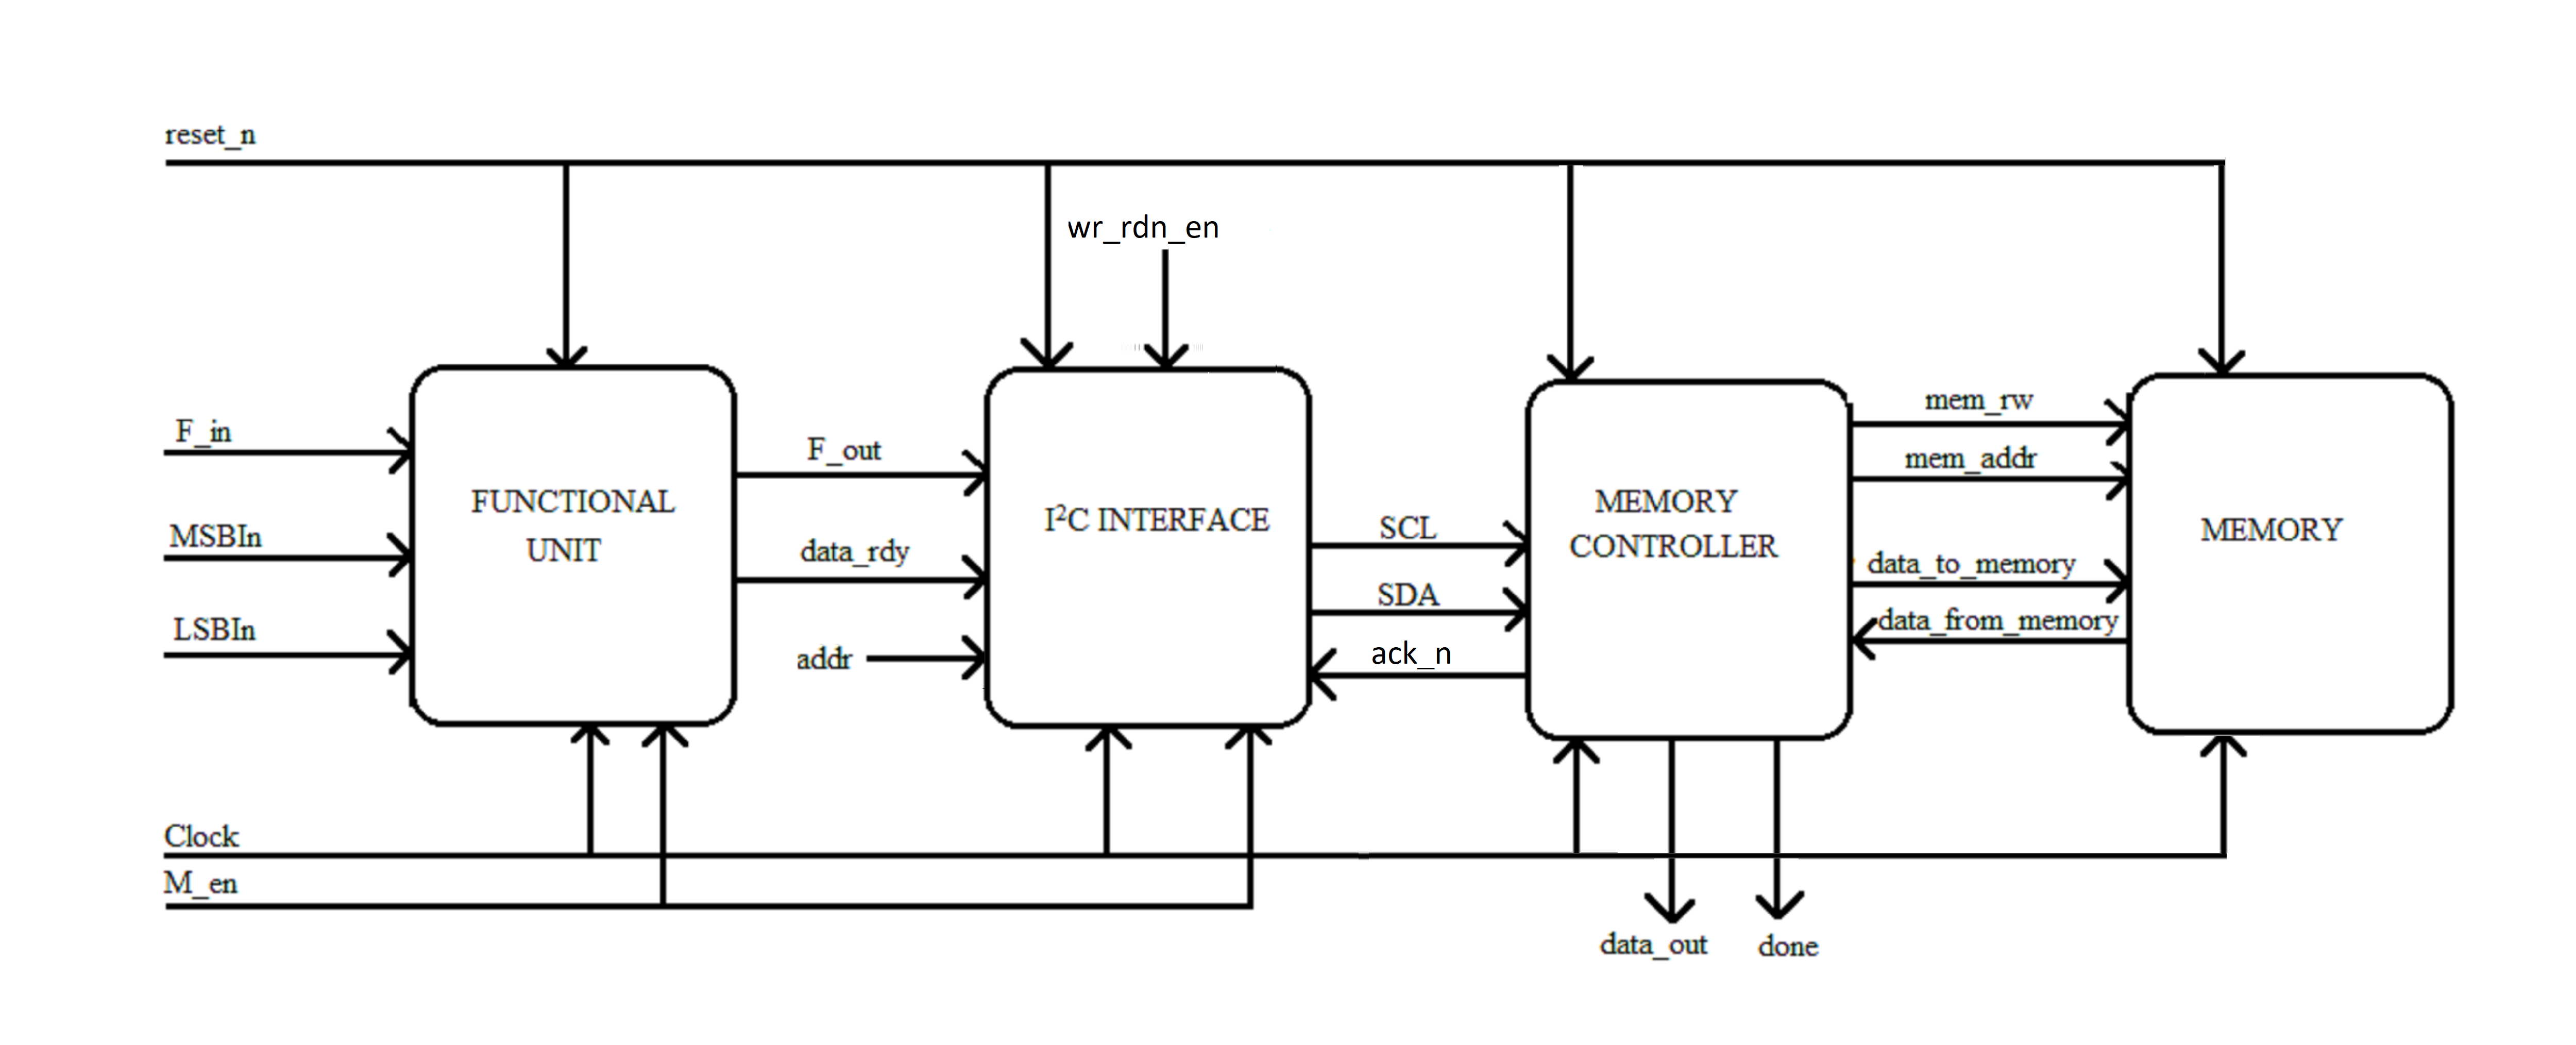 reset_n
wr_rdn_en
F_in
MSBIn
LSBIn
FUNCTIONAL
UNIT
F_out
data_rdy
addr
I²C INTERFACE
SCL
SDA
ack_n
MEMORY
CONTROLLER
mem_rw
mem_addr
data_to_memory
data_from_memory
MEMORY
Clock
M_en
data_out
done